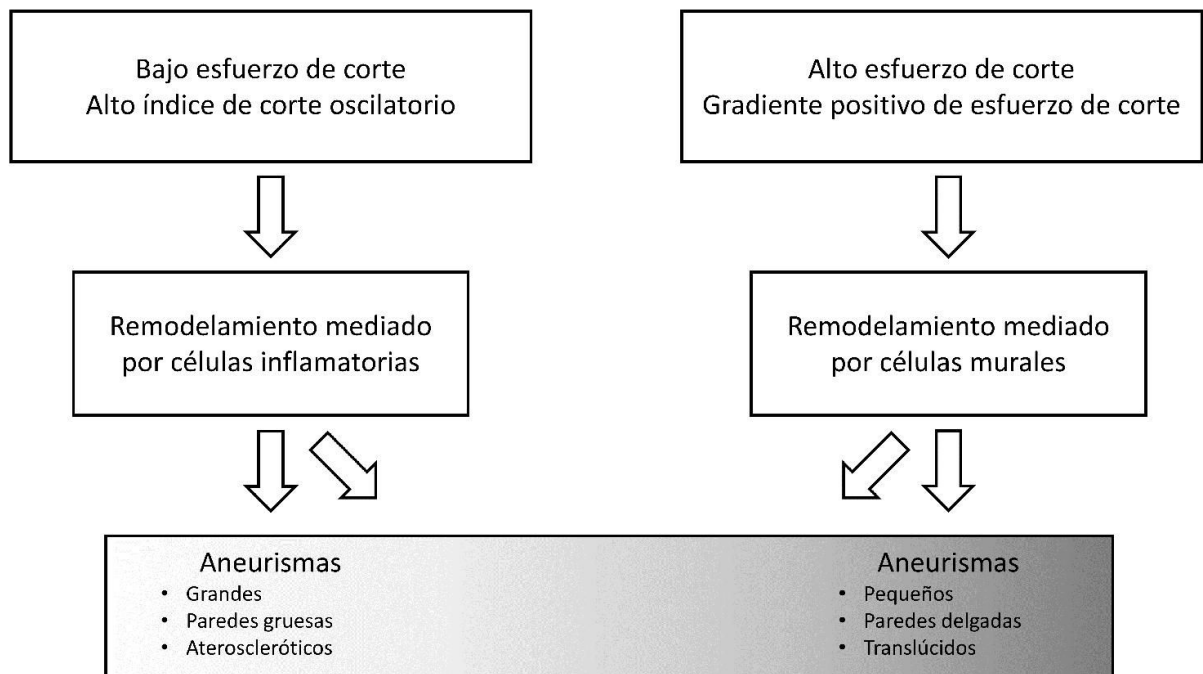 Bajo esfuerzo de corte
Alto índice de corte oscilatorio
Alto esfuerzo de corte
Gradiente positivo de esfuerzo de corte
Remodelamiento mediado
por células inflamatorias
Remodelamiento mediado
por células murales
Aneurismas
• Grandes
• Paredes gruesas
• Ateroscleróticos
Aneurismas
• Pequeños
• Paredes delgadas
• Translúcidos